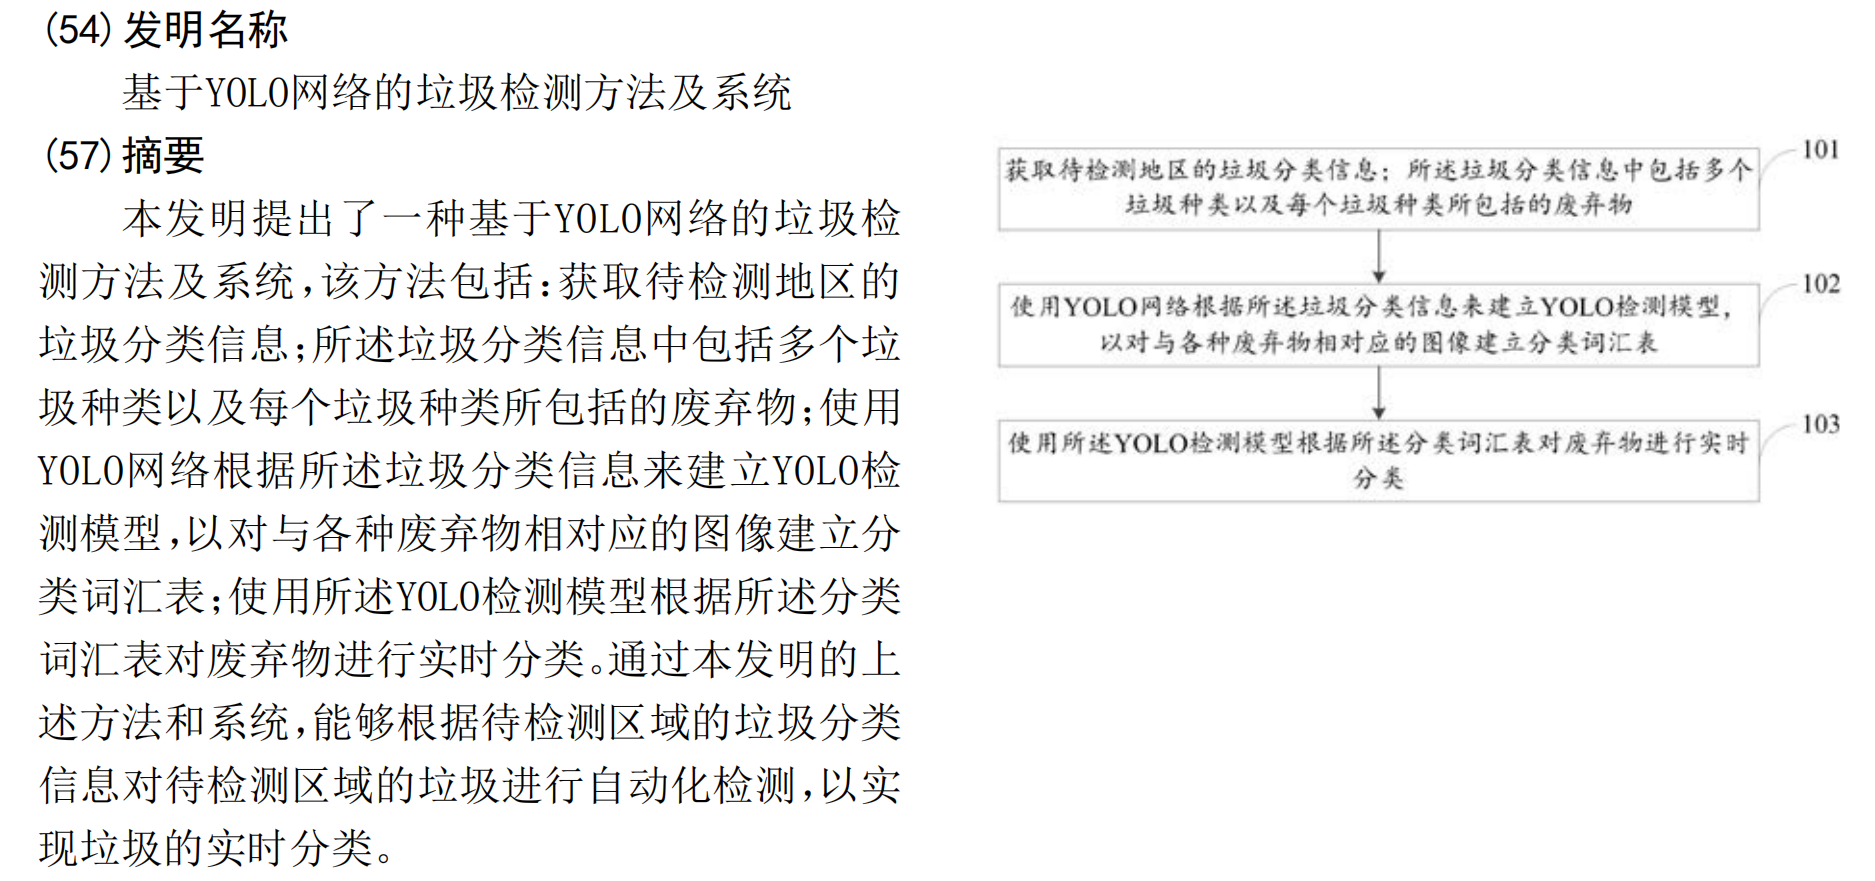 (54)发明名称
基于YOLO网络的垃圾检测方法及系统
(57)摘要
本发明提出了一种基于YOLO网络的垃圾检
测方法及系统,该方法包括:获取待检测地区的
垃圾分类信息;所述垃圾分类信息中包括多个垃
圾种类以及每个垃圾种类所包括的废弃物;使用
YOLO网络根据所述垃圾分类信息来建立YOLO检
测模型,以对与各种废弃物相对应的图像建立分
类词汇表;使用所述YOLO检测模型根据所述分类
词汇表对废弃物进行实时分类。通过本发明的上
述方法和系统,能够根据待检测区域的垃圾分类
信息对待检测区域的垃圾进行自动化检测,以实
现垃圾的实时分类。
101
获取待检测地区的垃圾分类信息；所述垃圾分类信息中包括多个
垃圾种类以及每个垃圾种类所包括的废弃物
102
使用YOLO网络根据所述垃圾分类信息来建立YOLO检测模型，
以对与各种废弃物相对应的图像建立分类词汇表
103
使用所述YOLO检测模型根据所述分类词汇表对废弃物进行实时
分类